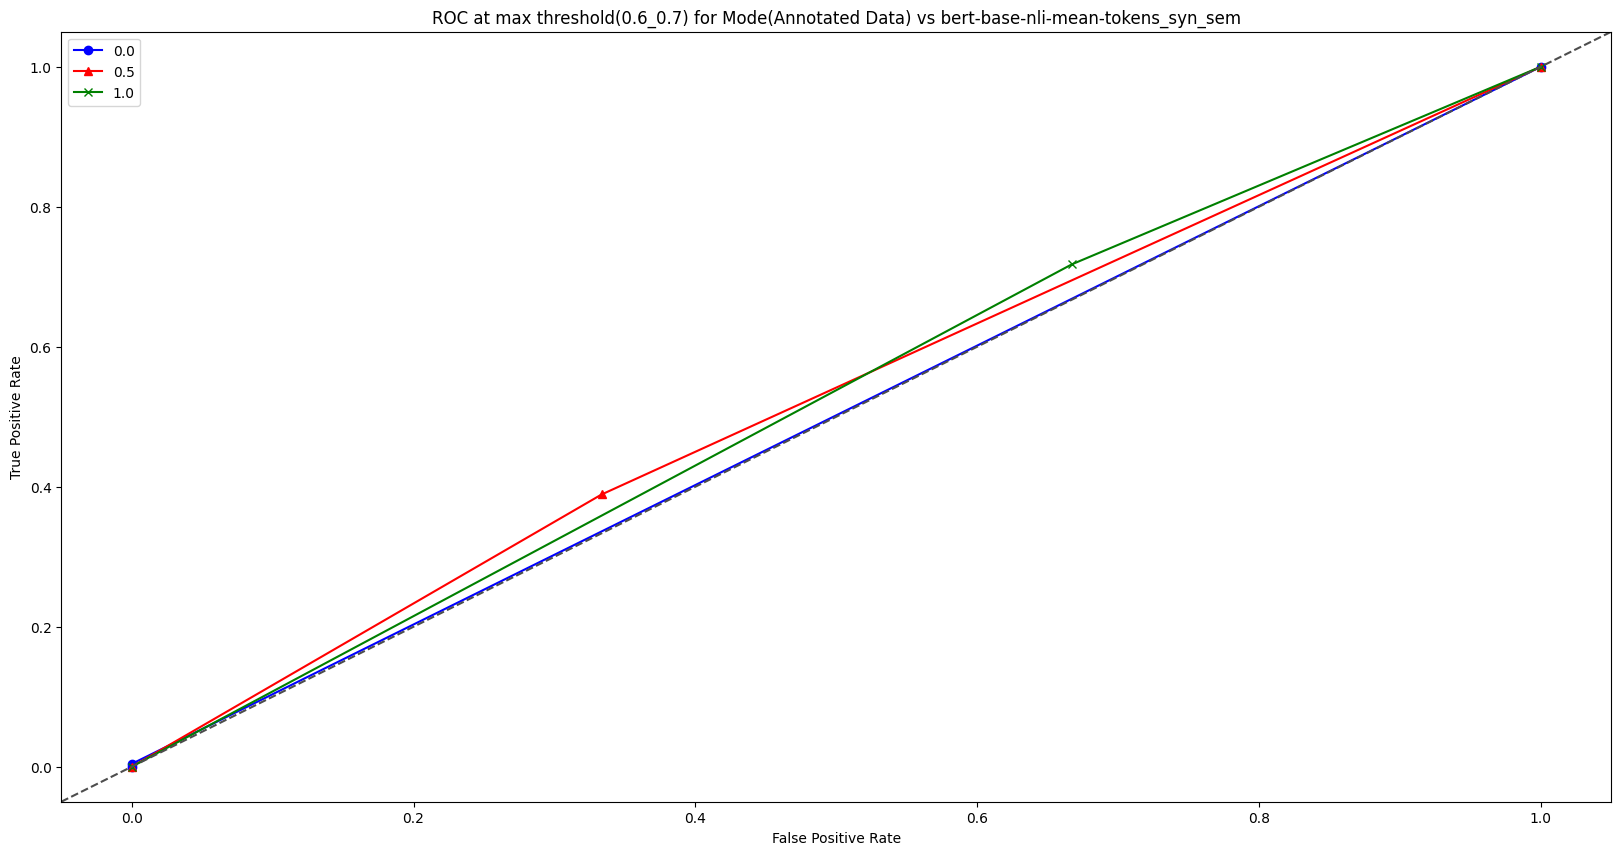 ROC at max threshold(0.6_0.7) for Mode(Annotated Data) vs bert-base-nli-mean-tokens_syn_sem
0.0
0.5
1.0
True Positive Rate
1.0
0.8
0.6
0.4
0.2
0.0
0.0 0.2 0.4 0.6 0.8 1.0
False Positive Rate